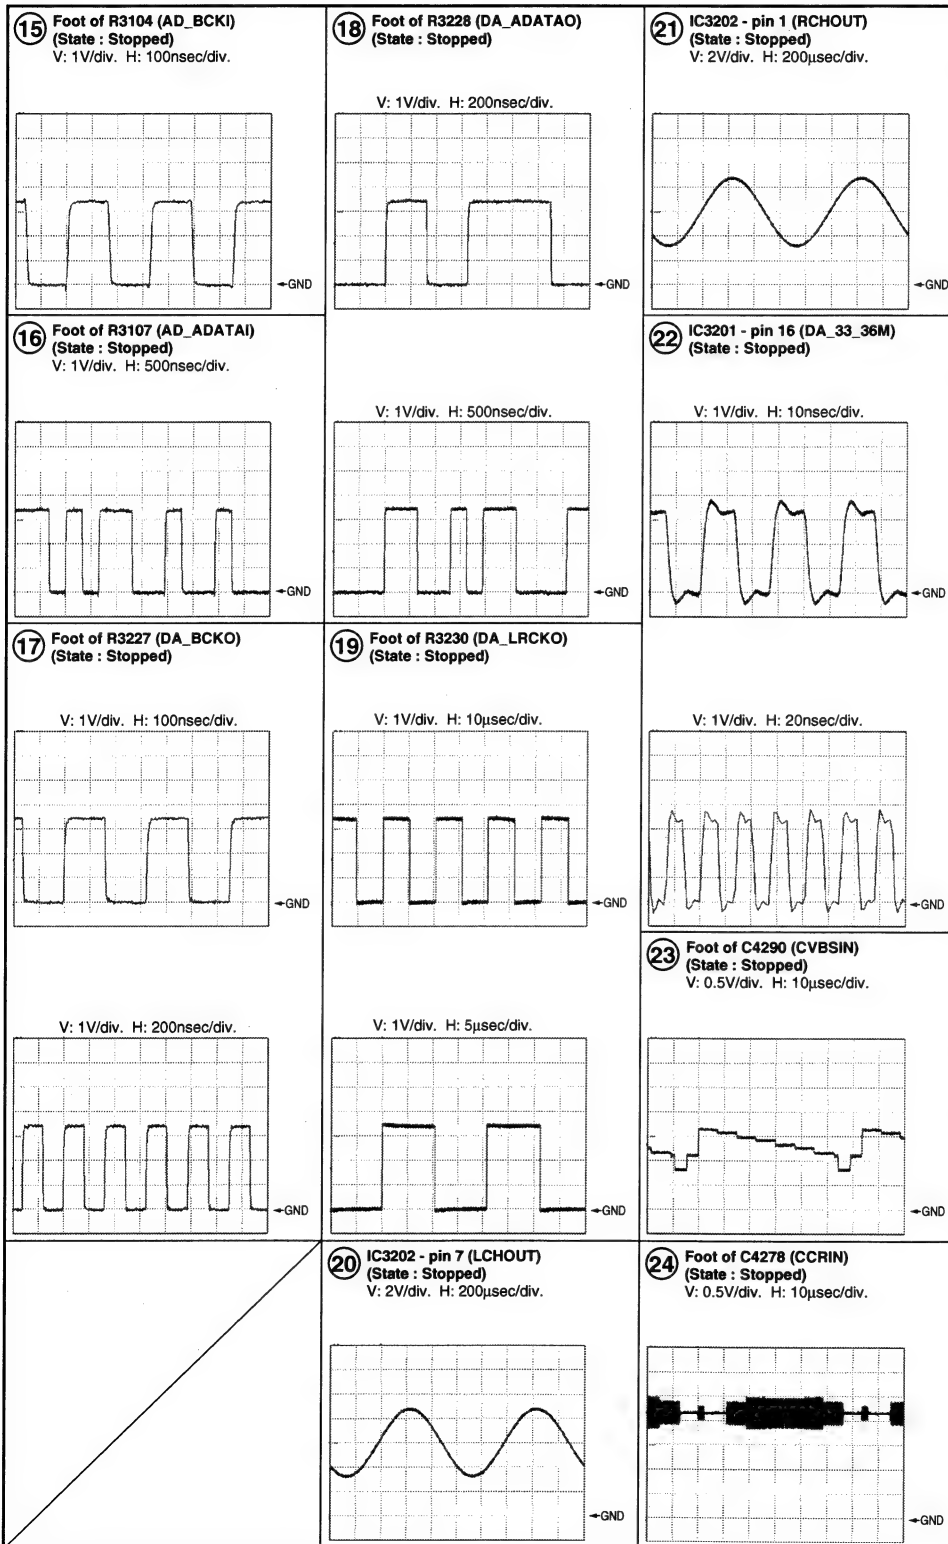 15 Foot of R3104 (AD_BCKI)
(State : Stopped)
V: 1V/div. H: 100nsec/div.
←GND
16 Foot of R3107 (AD_ADATAI)
(State : Stopped)
V: 1V/div. H: 500nsec/div.
←GND
17 Foot of R3227 (DA_BCKO)
(State : Stopped)
V: 1V/div. H: 100nsec/div.
←GND
V: 1V/div. H: 200nsec/div.
←GND
18 Foot of R3228 (DA_ADATAO)
(State : Stopped)
V: 1V/div. H: 200nsec/div.
←GND
V: 1V/div. H: 500nsec/div.
←GND
19 Foot of R3230 (DA_LRCKO)
(State : Stopped)
V: 1V/div. H: 10μsec/div.
←GND
V: 1V/div. H: 5μsec/div.
←GND
20 IC3202 - pin 7 (LCHOUT)
(State : Stopped)
V: 2V/div. H: 200μsec/div.
←GND
21 IC3202 - pin 1 (RCHOUT)
(State : Stopped)
V: 2V/div. H: 200μsec/div.
←GND
22 IC3201 - pin 16 (DA_33_36M)
(State : Stopped)
V: 1V/div. H: 10nsec/div.
←GND
V: 1V/div. H: 20nsec/div.
←GND
23 Foot of C4290 (CVBSIN)
(State : Stopped)
V: 0.5V/div. H: 10μsec/div.
←GND
24 Foot of C4278 (CCRIN)
(State : Stopped)
V: 0.5V/div. H: 10μsec/div.
←GND